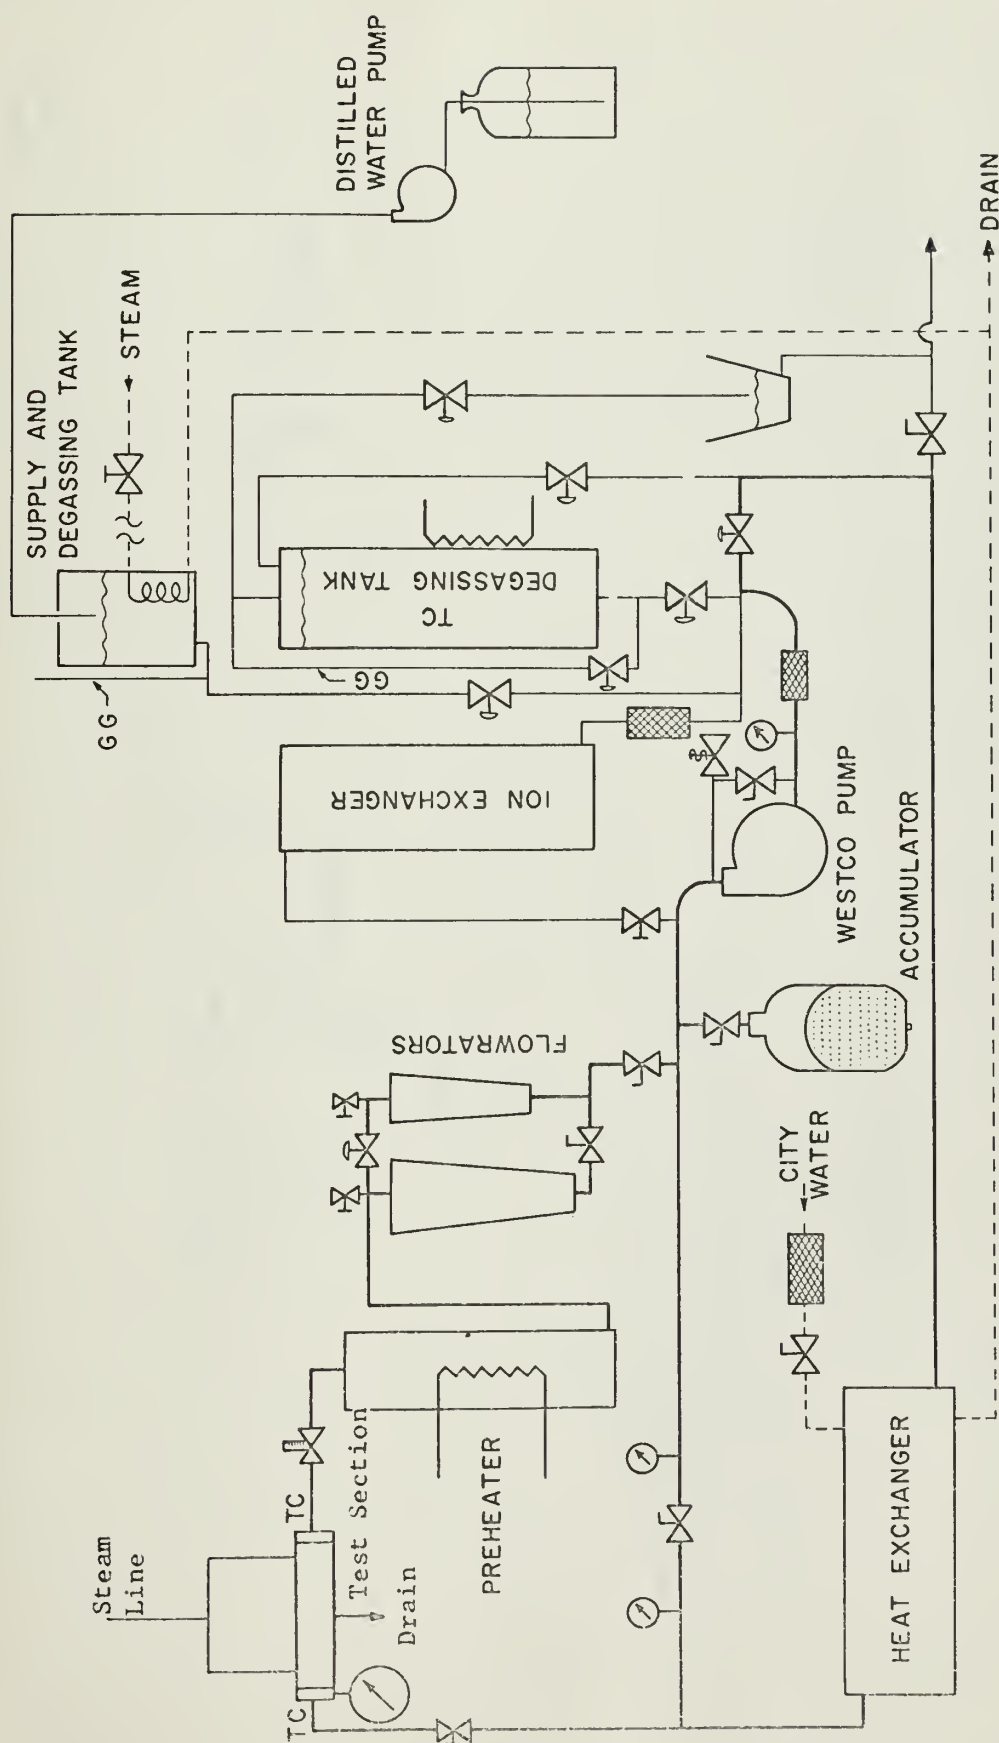 SUPPLY AND
DEGASSING TANK
STEAM
GG
GG
DISTILLED
WATER PUMP
TC
DEGASSING TANK
ION EXCHANGER
FLOWRATORS
WESTCO PUMP
ACCUMULATOR
CITY
WATER
DRAIN
Steam
Line
TC
TC
Test Section
Drain
PREHEATER
HEAT EXCHANGER